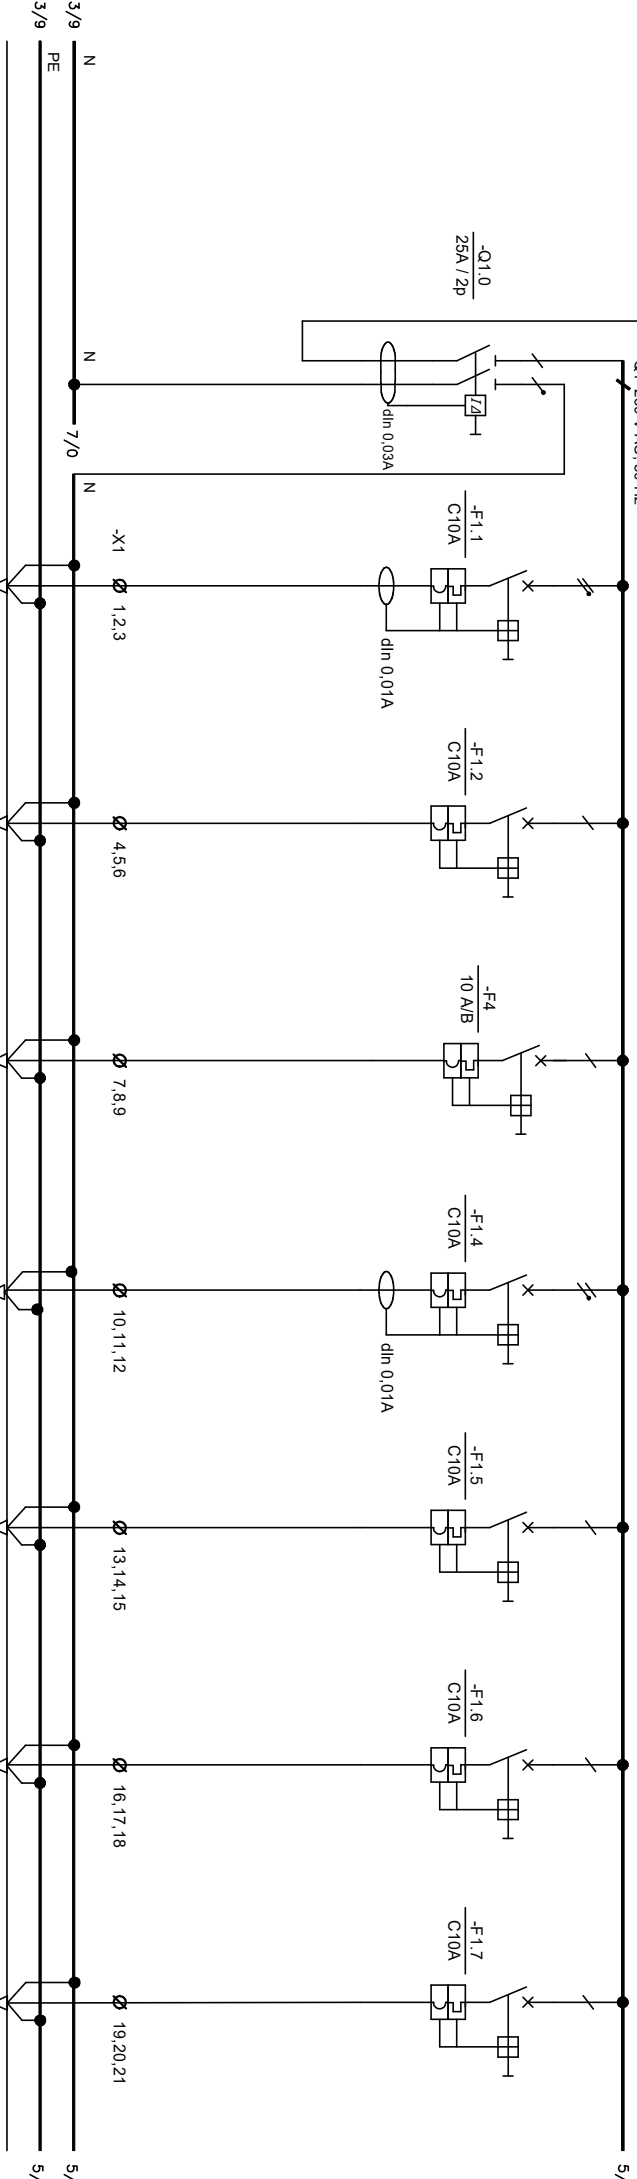 3/9
3/9
N
PE
-Q1.0
25A / 2p
N
7/0
dIn 0,03A
I∆
N
-F1.1
C10A
-X1
1,2,3
dIn 0,01A
-F1.2
C10A
4,5,6
-F4
10 A/B
7,8,9
-F1.4
C10A
10,11,12
dIn 0,01A
-F1.5
C10A
13,14,15
-F1.6
C10A
16,17,18
-F1.7
C10A
19,20,21
5/
5/
5/